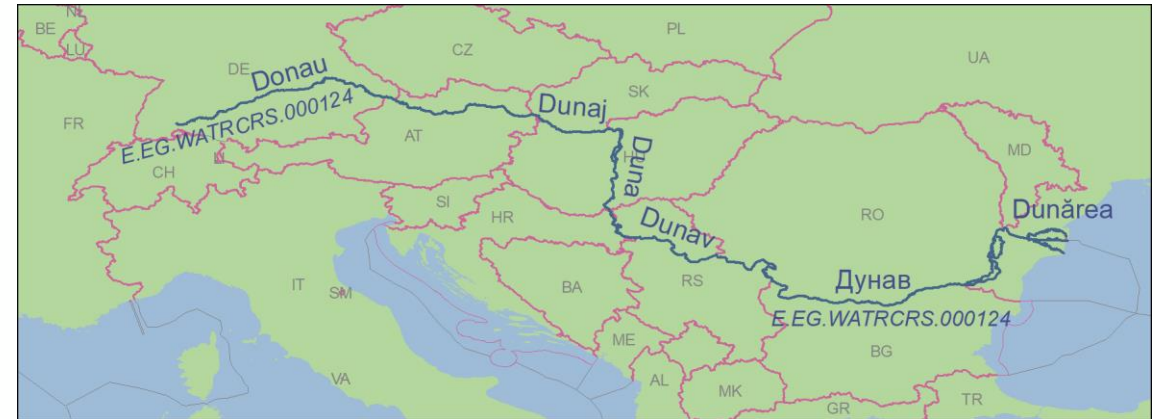 NL
BE
LU
PL
CZ
UA
DE
Donau
SK
Dunaj
FR
E.EG.WATRCRS.000124
AT
HU
Duna
MD
CH
LI
SI
HR
RO
Dunărea
Dunav
IT
SM
BA
RS
Дунав
E.EG.WATRCRS.000124
ME
BG
VA
AL
MK
GR
TR